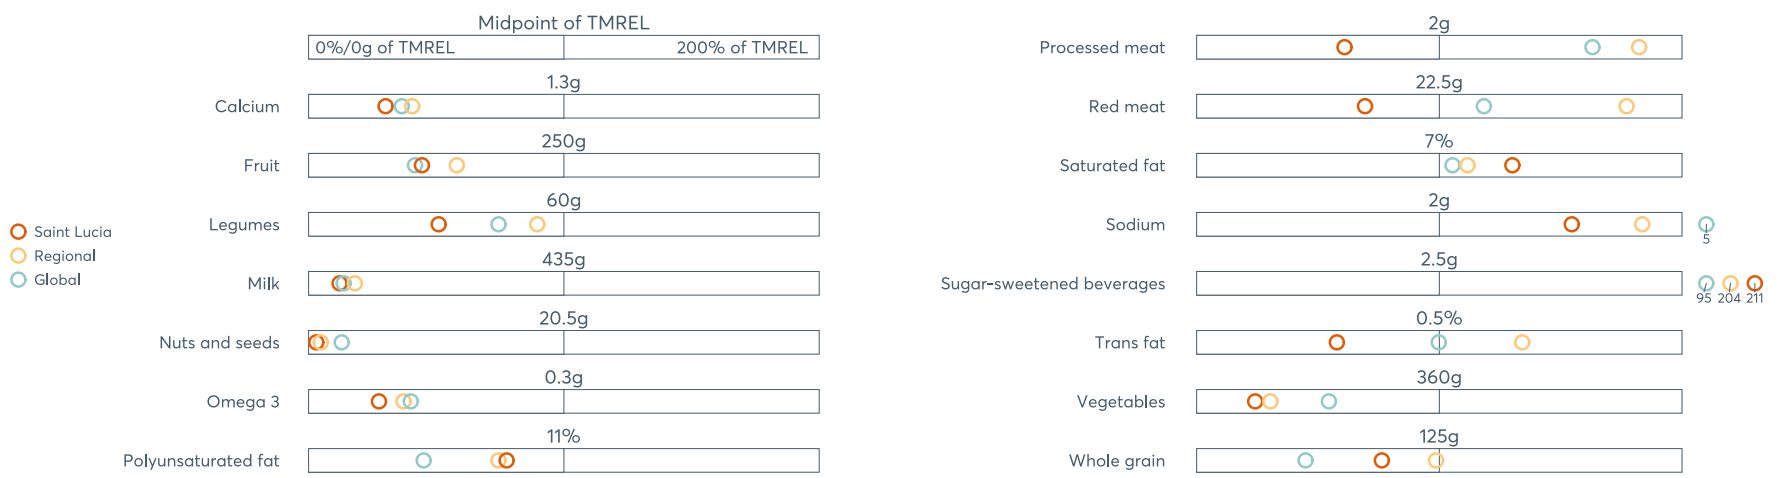 Midpoint of TMREL
0%/0g of TMREL 200% of TMREL
Calcium 1.3g
Fruit 250g
Legumes 60g
Milk 435g
Nuts and seeds 20.5g
Omega 3 0.3g
Polyunsaturated fat 11%
Saint Lucia
Regional
Global
Processed meat 2g
Red meat 22.5g
Saturated fat 7%
Sodium 2g
5
Sugar-sweetened beverages 2.5g
95 204 211
Trans fat 0.5%
Vegetables 360g
Whole grain 125g